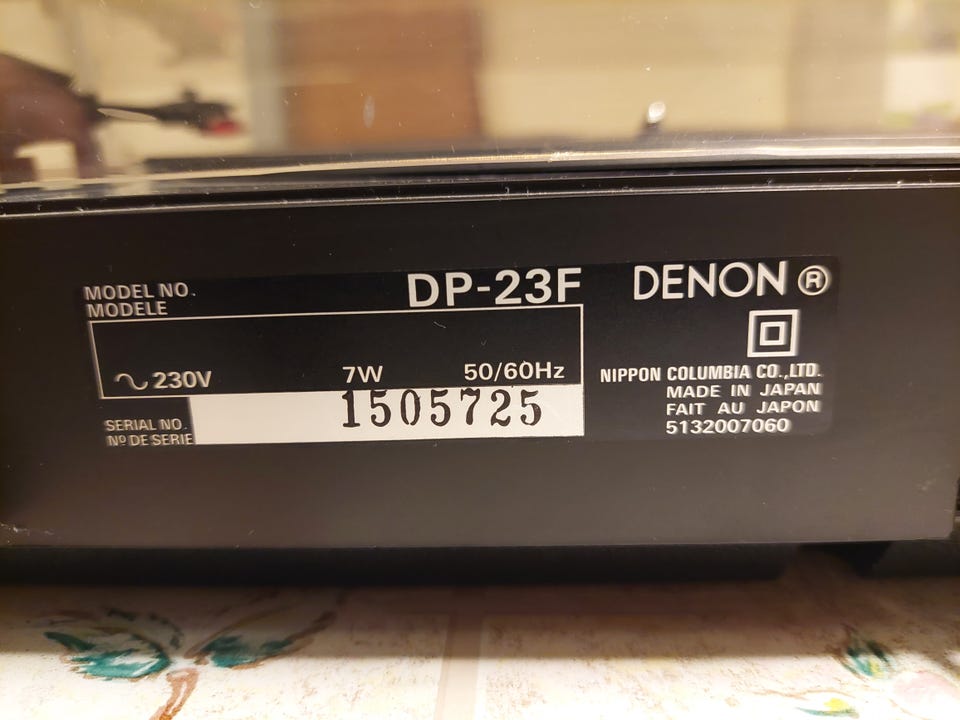 MODEL NO.
MODELE
DP-23F
～ 230V 7W 50/60Hz
SERIAL NO.
Nº DE SERIE
1505725
DENON ®
NIPPON COLUMBIA CO.,LTD.
MADE IN JAPAN
FAIT AU JAPON
5132007060